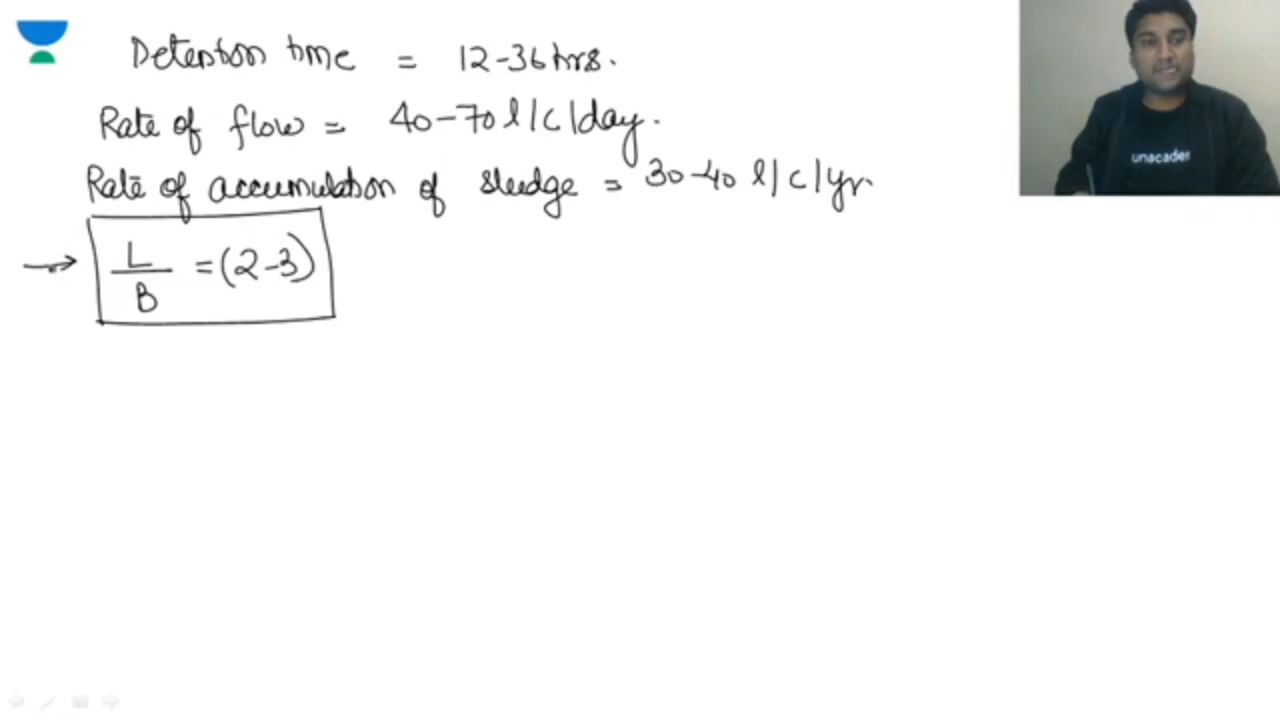 Detention time = 12-36 hrs.
Rate of flow = 40-70 l/c/day.
Rate of accumulation of sludge = 30-40 l/c/yr.
→ L/B = (2-3)
unacade